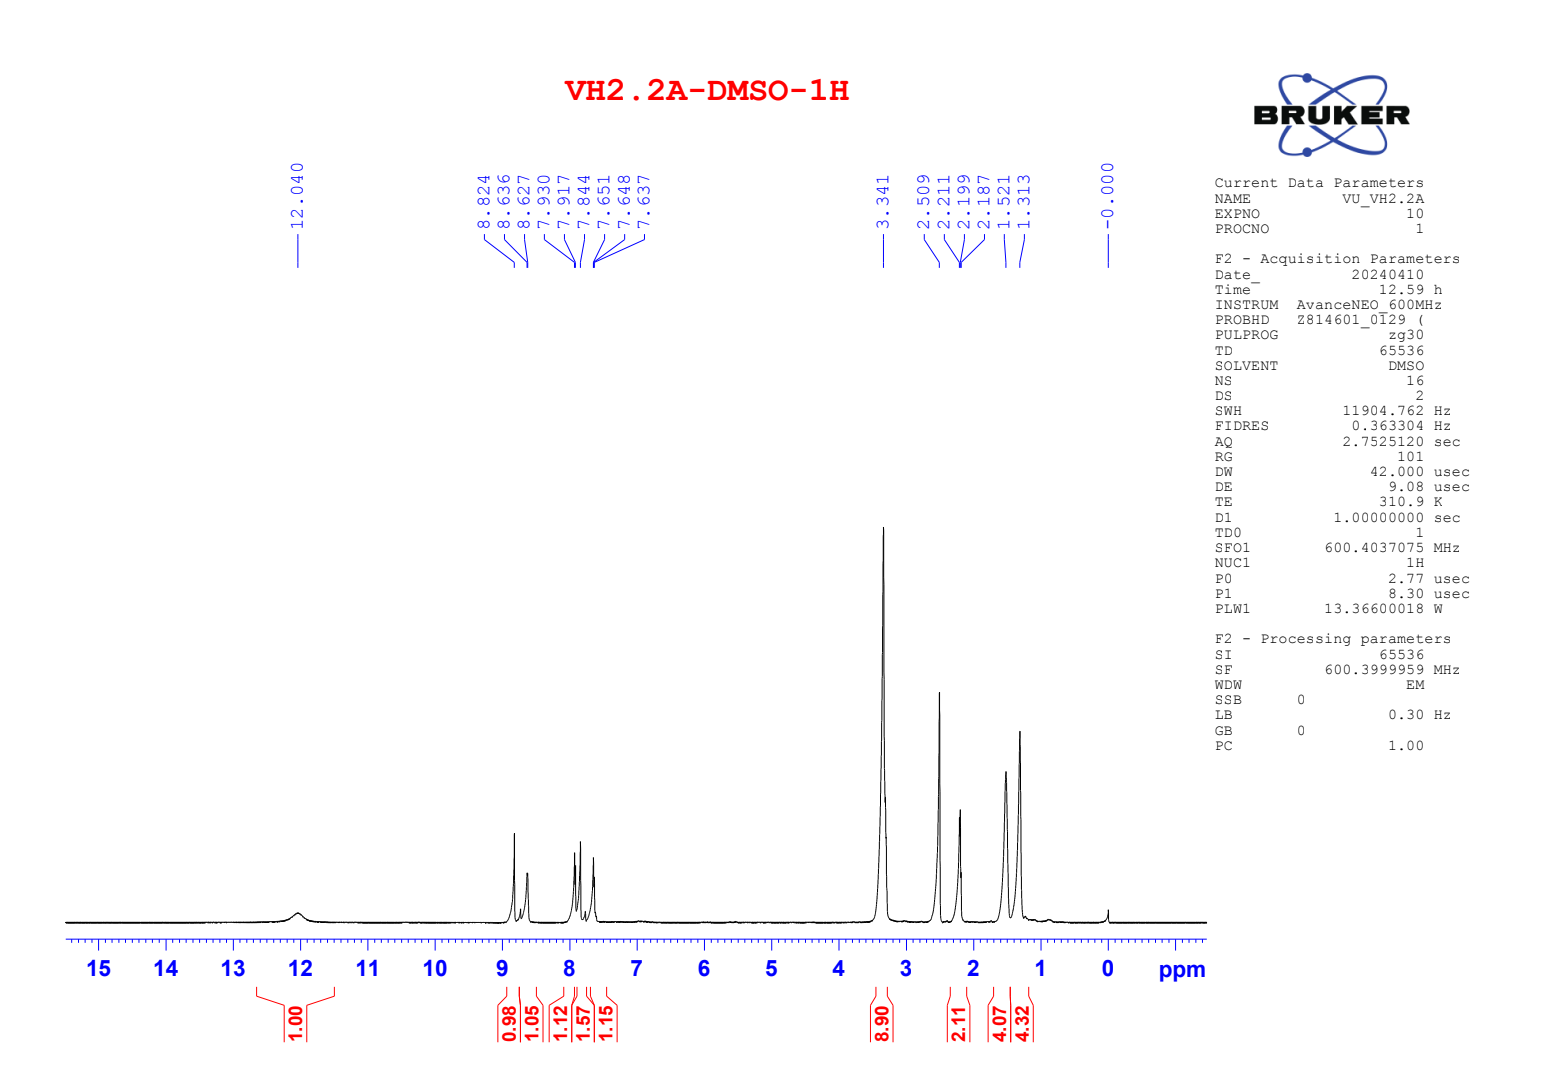 VH2.2A-DMSO-1H
BRUKER
12.040
8.824
8.636
8.627
7.930
7.917
7.844
7.651
7.648
7.637
3.341
2.509
2.211
2.199
2.187
1.521
1.313
-0.000
Current Data Parameters
NAME VU_VH2.2A
EXPNO 10
PROCNO 1
F2 - Acquisition Parameters
Date_ 20240410
Time 12.59 h
INSTRUM AvanceNEO_600MHz
PROBHD Z814601_0129 (
PULPROG zg30
TD 65536
SOLVENT DMSO
NS 16
DS 2
SWH 11904.762 Hz
FIDRES 0.363304 Hz
AQ 2.7525120 sec
RG 101
DW 42.000 usec
DE 9.08 usec
TE 310.9 K
D1 1.00000000 sec
TD0 1
SFO1 600.4037075 MHz
NUC1 1H
P0 2.77 usec
P1 8.30 usec
PLW1 13.36600018 W
F2 - Processing parameters
SI 65536
SF 600.3999959 MHz
WDW EM
SSB 0
LB 0.30 Hz
GB 0
PC 1.00
15 14 13 12 11 10 9 8 7 6 5 4 3 2 1 0 ppm
1.00
0.98
1.05
1.12
1.57
1.15
8.90
2.11
4.07
4.32